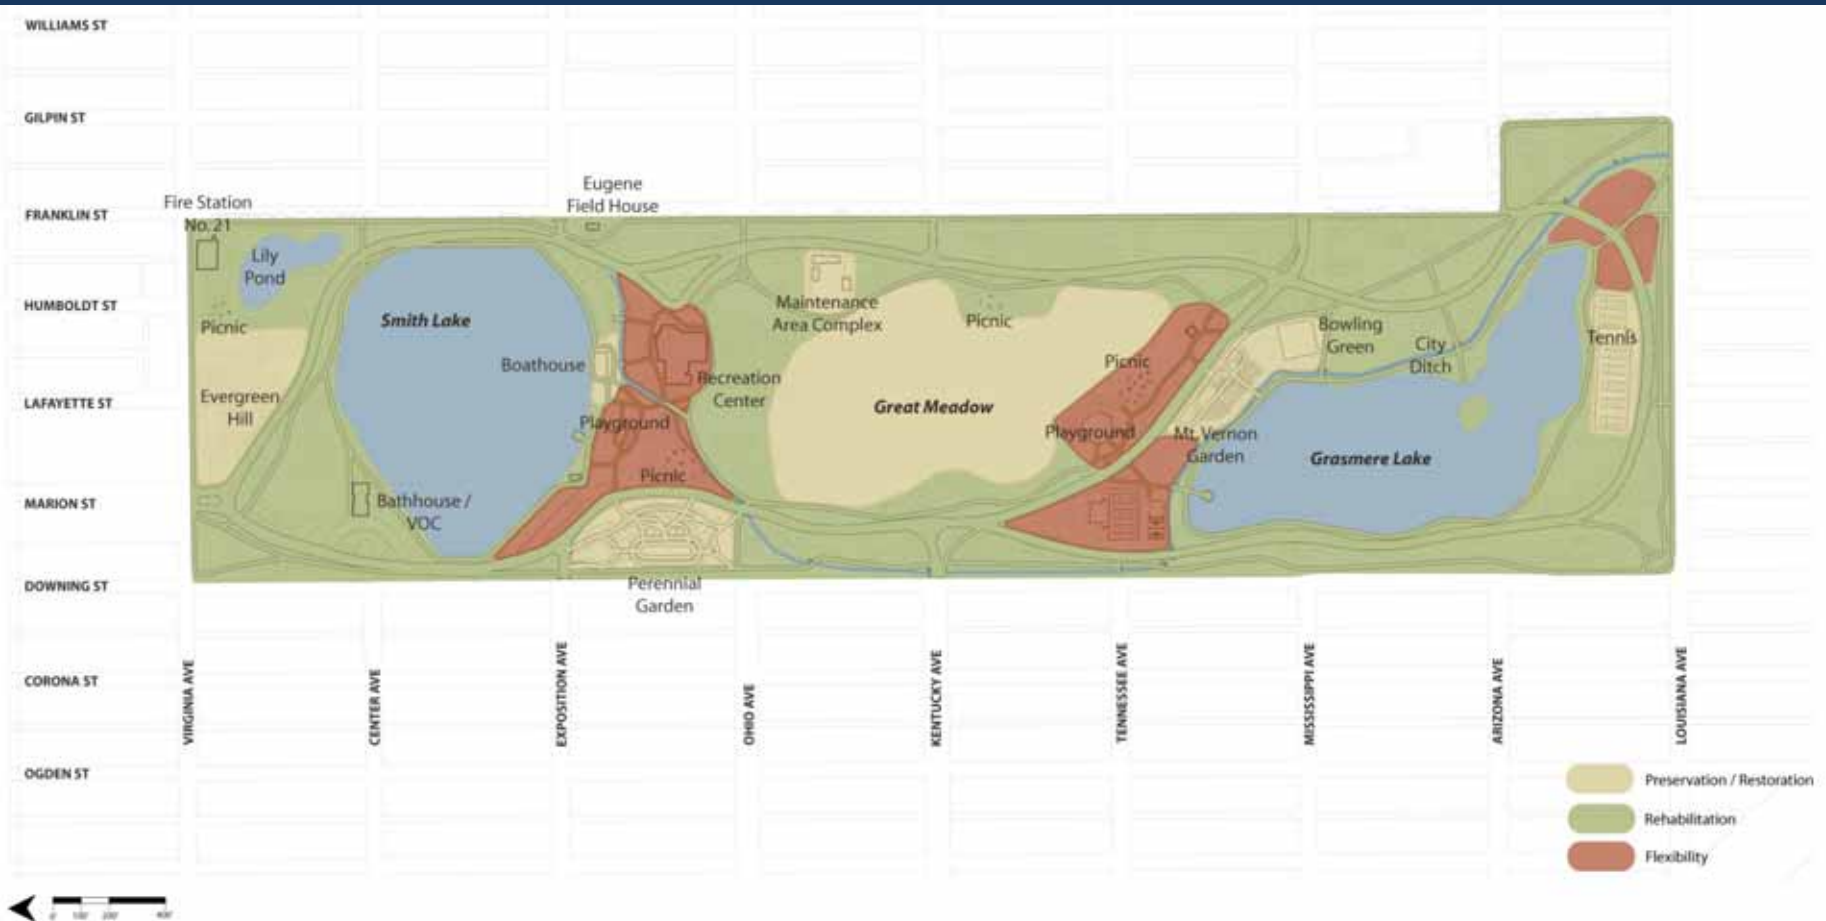 WILLIAMS ST
GILPIN ST
FRANKLIN ST
HUMBOLDT ST
LAFAYETTE ST
MARION ST
DOWNING ST
CORONA ST
OGDEN ST
Fire Station
No. 21
Lily
Pond
Picnic
Evergreen
Hill
Smith Lake
Bathhouse /
VOC
Eugene
Field House
Boathouse
Playground
Picnic
Recreation
Center
Perennial
Garden
Maintenance
Area Complex
Picnic
Great Meadow
Picnic
Playground
Mt. Vernon
Garden
Bowling
Green
City
Ditch
Grasmere Lake
Tennis
VIRGINIA AVE
CENTER AVE
EXPOSITION AVE
OHIO AVE
KENTUCKY AVE
TENNESSEE AVE
MISSISSIPPI AVE
ARIZONA AVE
LOUISIANA AVE
Preservation / Restoration
Rehabilitation
Flexibility
0' 100' 200' 400'